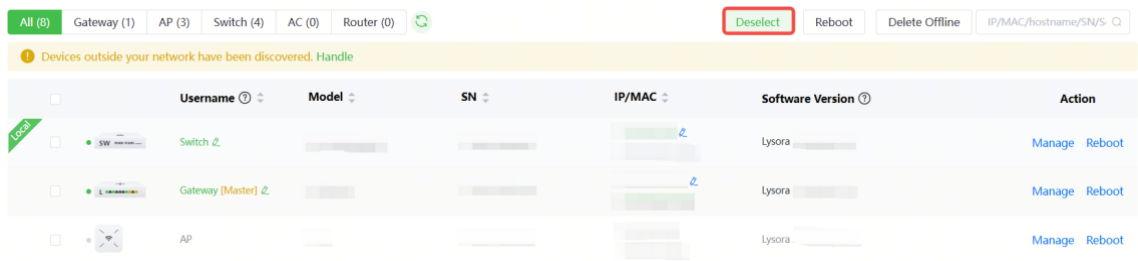 All (8) Gateway (1) AP (3) Switch (4) AC (0) Router (0) Deselect Reboot Delete Offline IP/MAC/hostname/SN/S
Devices outside your network have been discovered. Handle
Username Model SN IP/MAC Software Version Action
Local
SW Switch Lysora Manage Reboot
L Gateway [Master] Lysora Manage Reboot
AP Lysora Manage Reboot